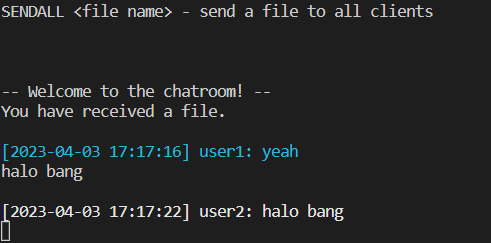 SENDALL <file name> - send a file to all clients
-- Welcome to the chatroom! --
You have received a file.
[2023-04-03 17:17:16] user1: yeah
halo bang
[2023-04-03 17:17:22] user2: halo bang